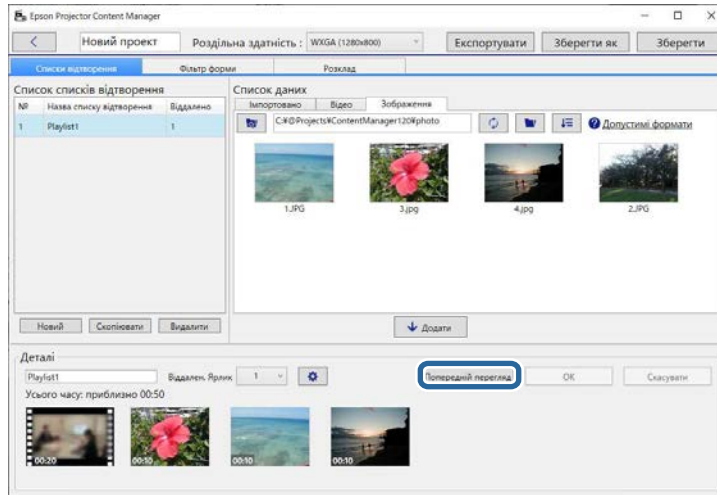 Epson Projector Content Manager
Новий проект Роздільна здатність : WXGA (1280x800) Експортувати Зберегти як Зберегти
Списки відтворення Фільтр форми Розклад
Список списків відтворення Список даних
№ Назва списку відтворення Віддалено Імпортовано Відео Зображення
1 Playlist1 1 C:¥@Projects¥ContentManager120¥photo Допустимі формати
1.JPG 3.jpg 4.jpg 2.JPG
Новий Скопіювати Видалити Додати
Деталі
Playlist1 Віддален. Ярлик 1 Попередній перегляд OK Скасувати
Усього часу: приблизно 00:50
00:20 00:10 00:10 00:10